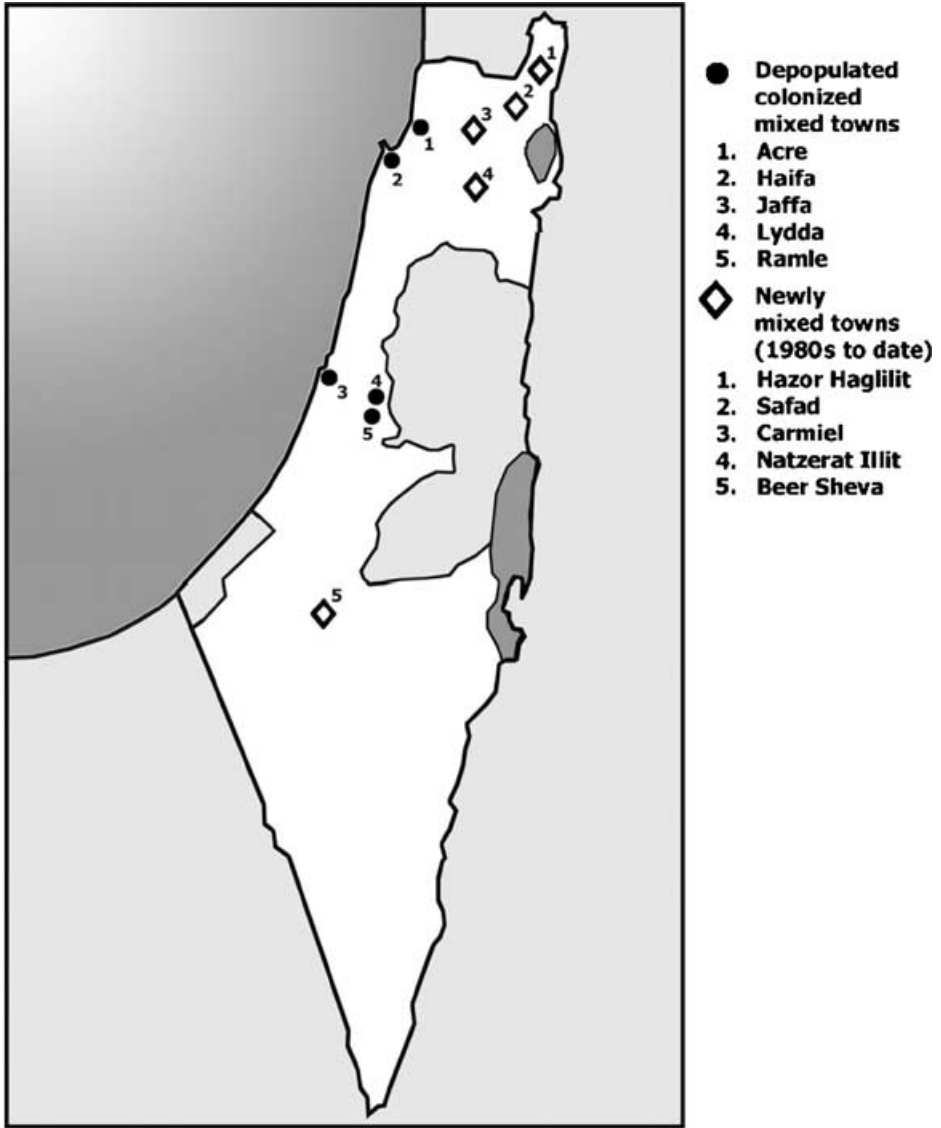 1
2
3
1
2
4
3
4
5
5
Depopulated
colonized
mixed towns
1. Acre
2. Haifa
3. Jaffa
4. Lydda
5. Ramle
Newly
mixed towns
(1980s to date)
1. Hazor Haglilit
2. Safad
3. Carmiel
4. Natzerat Illit
5. Beer Sheva